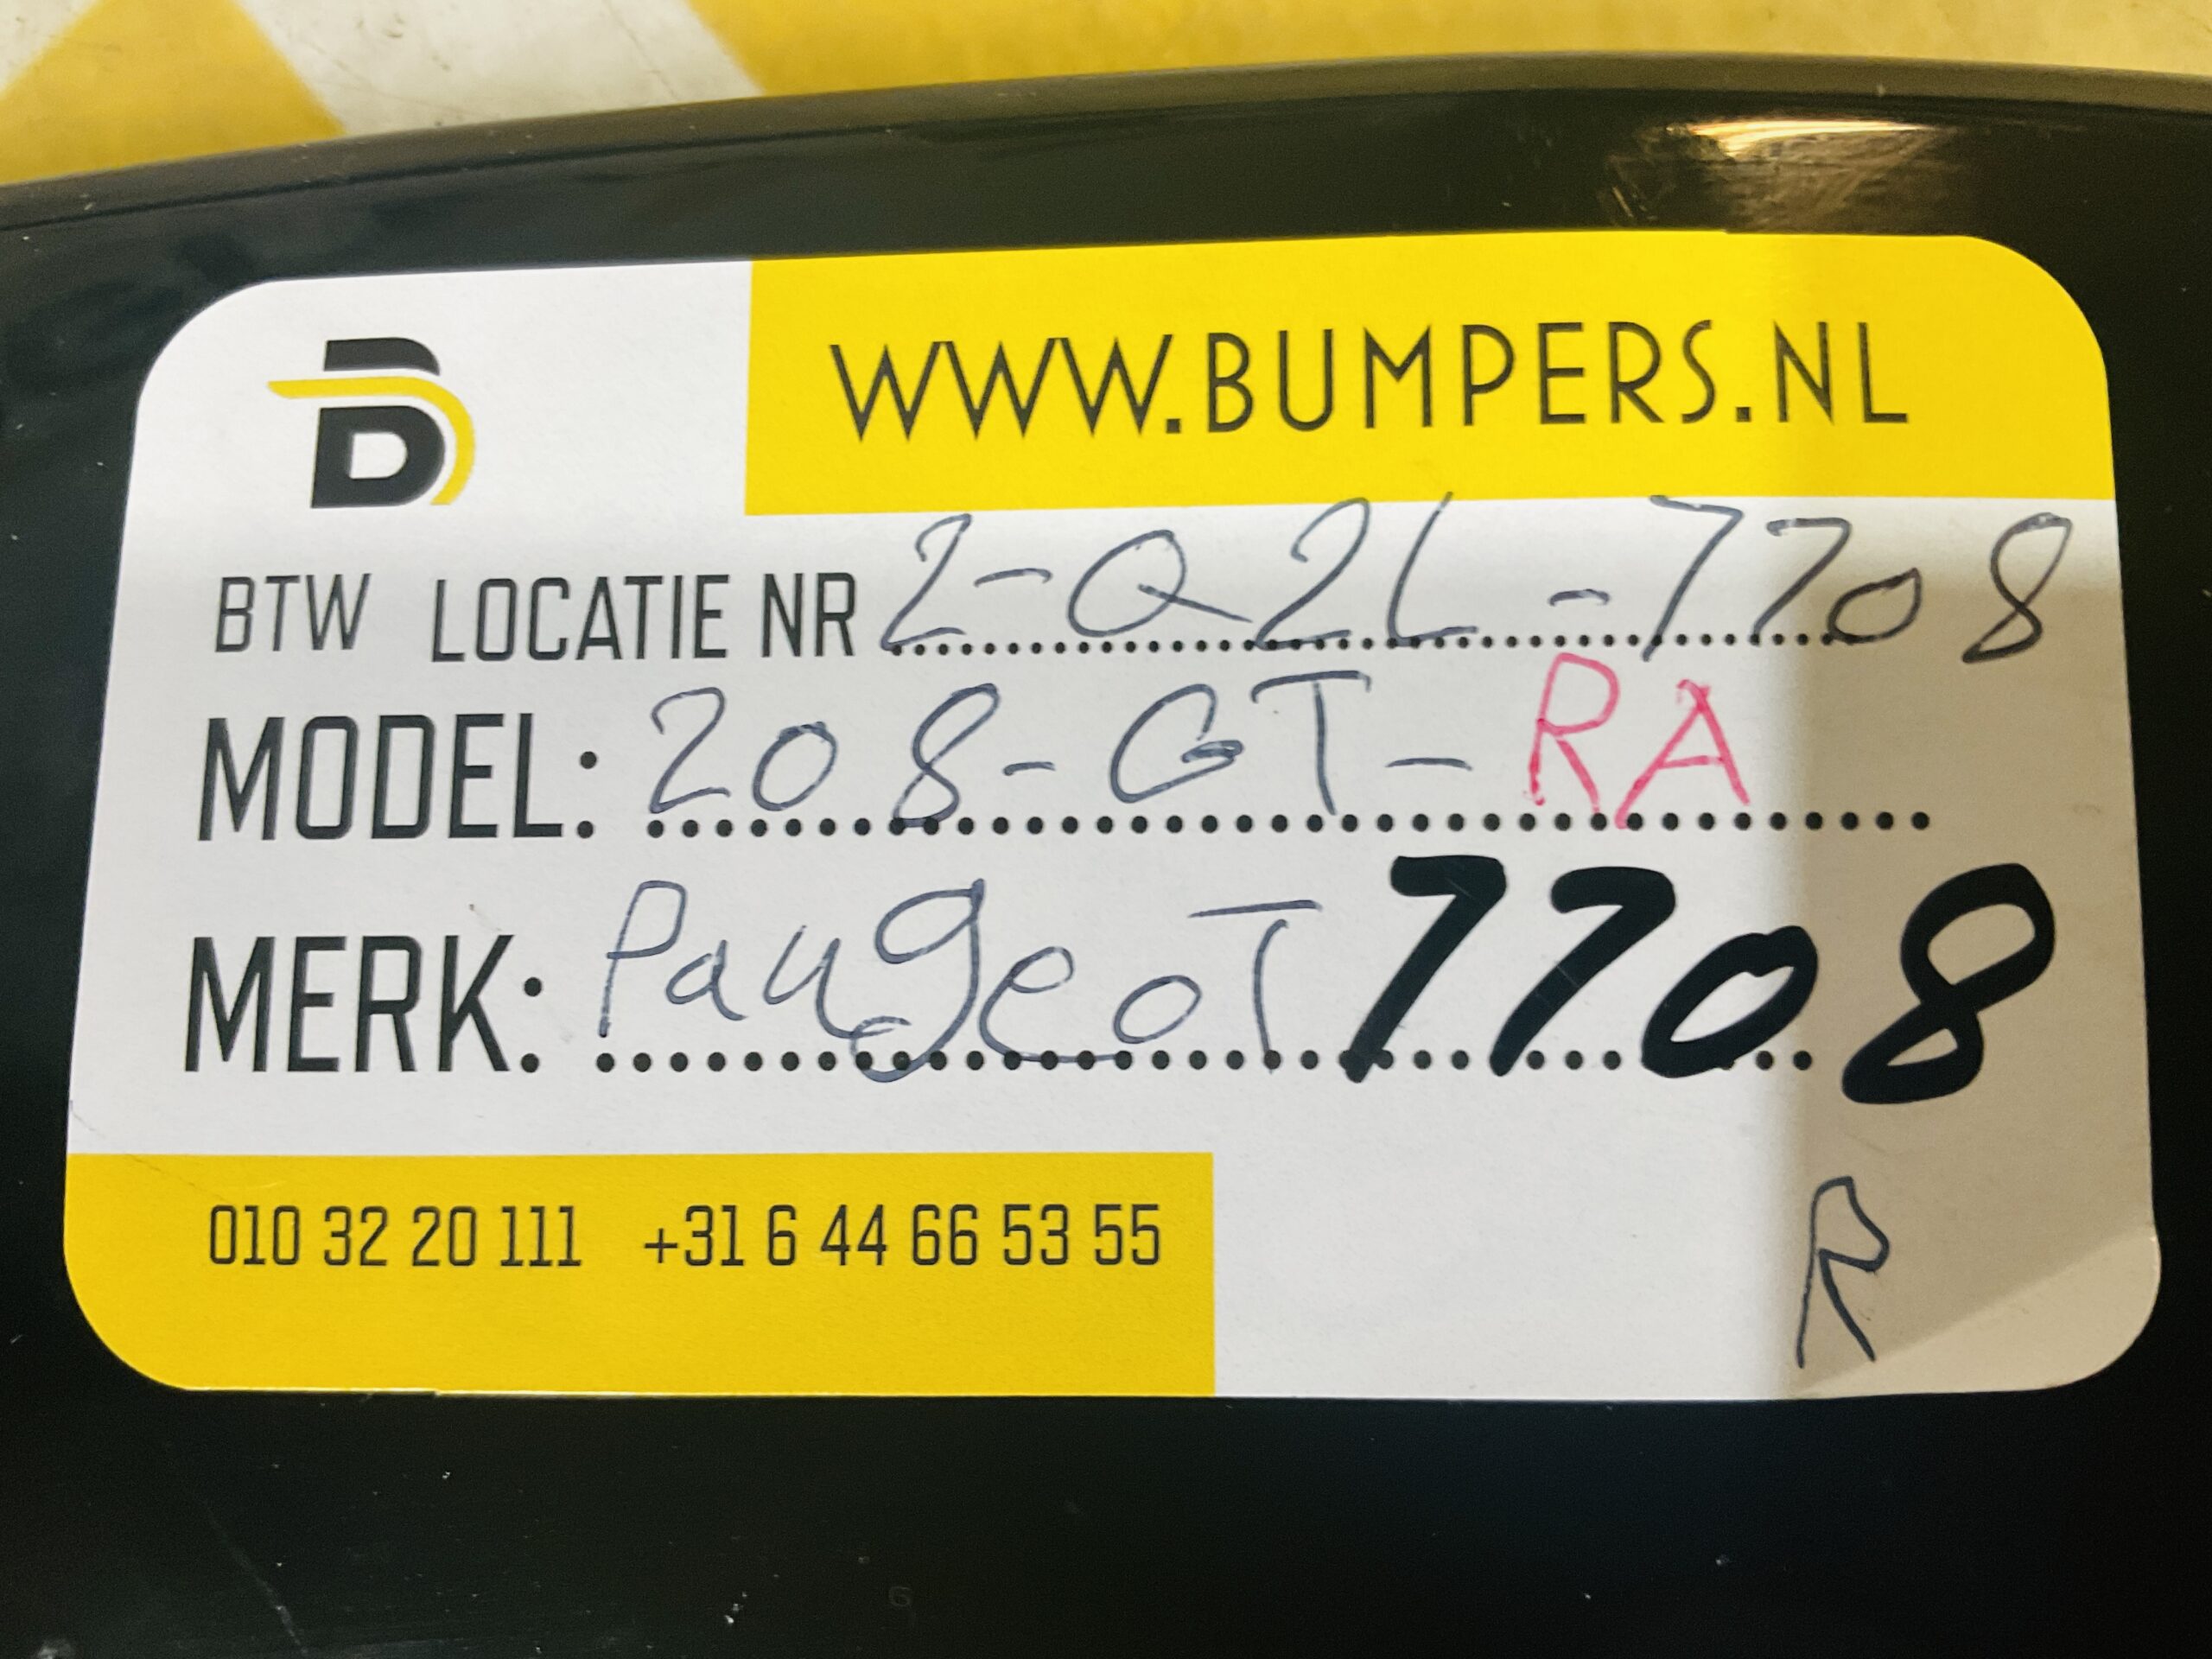 B WWW.BUMPERS.NL
BTW LOCATIE NR 2-Q2L-7708
MODEL: 208-GT-RA
MERK: PaugeoT 7708
010 32 20 111 +31 6 44 66 53 55
R